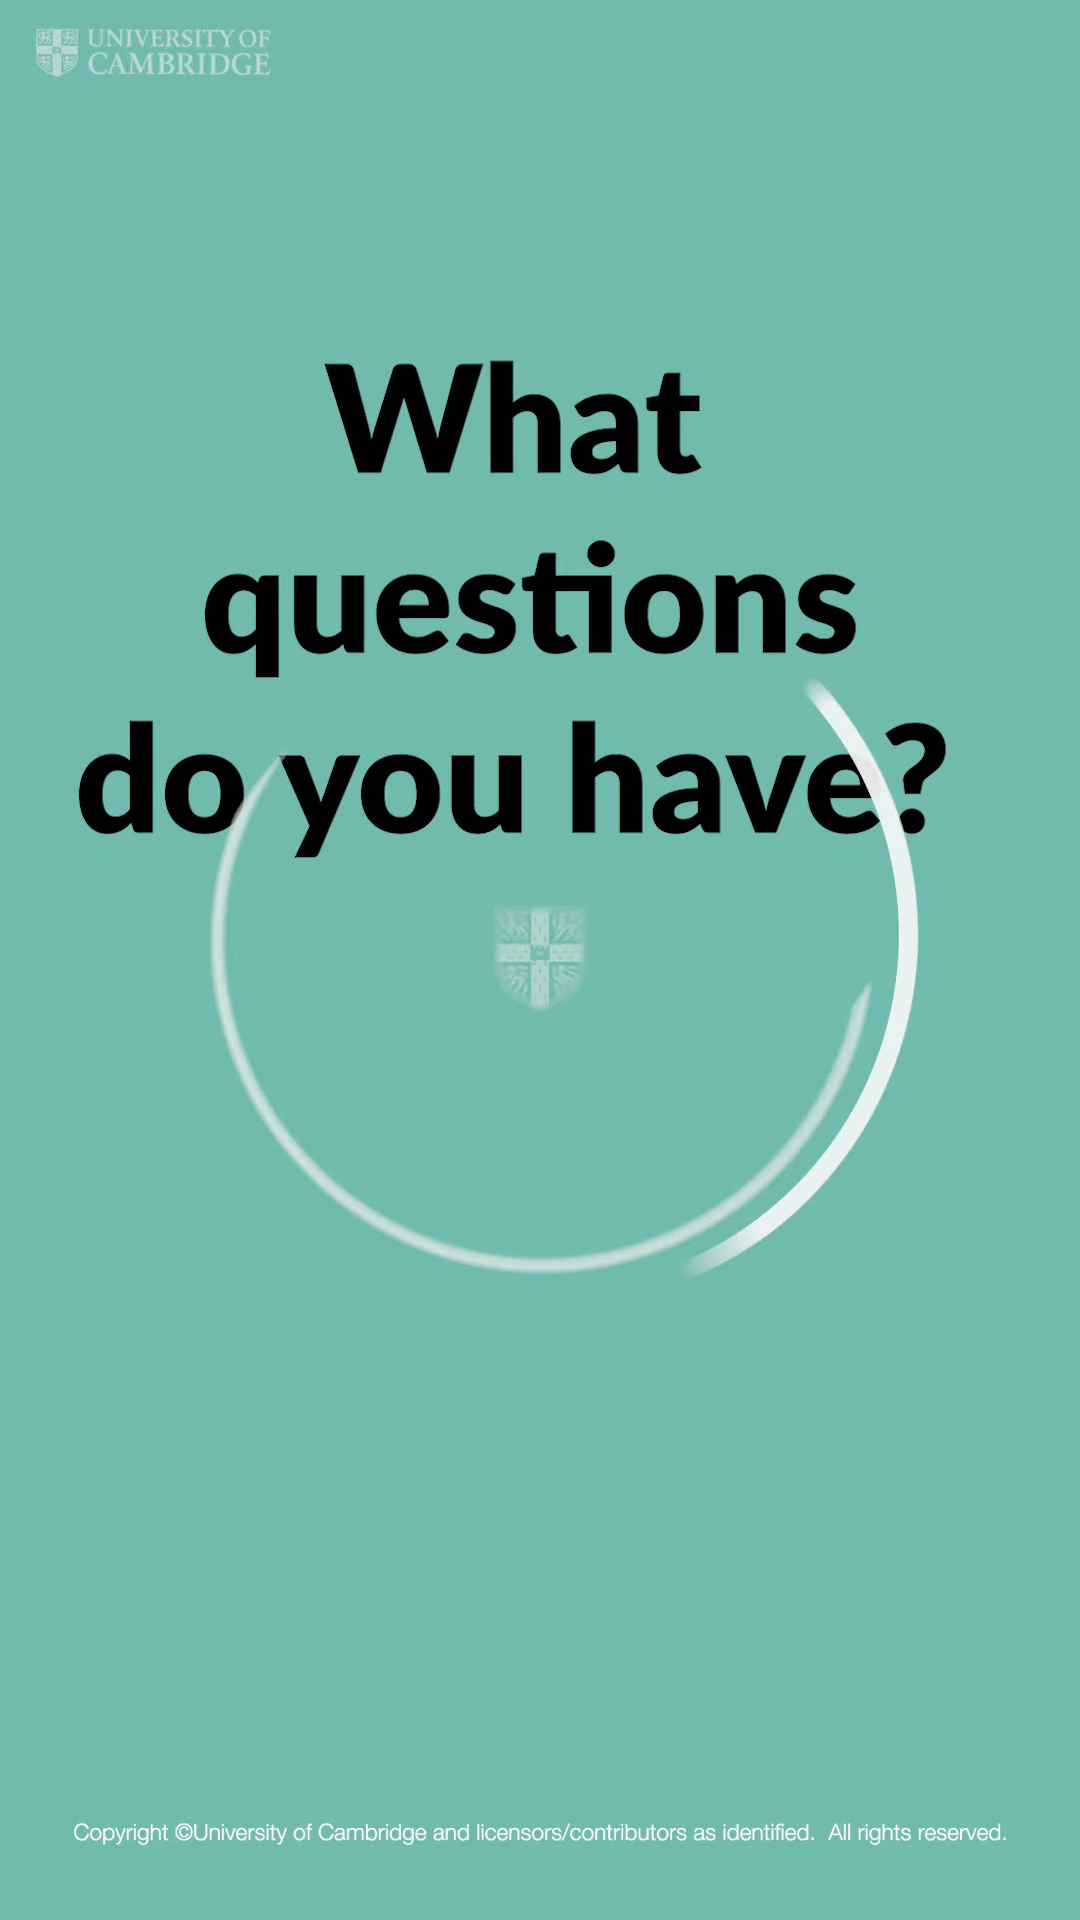 UNIVERSITY OF
CAMBRIDGE
What
questions
do you have?
Copyright ©University of Cambridge and licensors/contributors as identified.  All rights reserved.